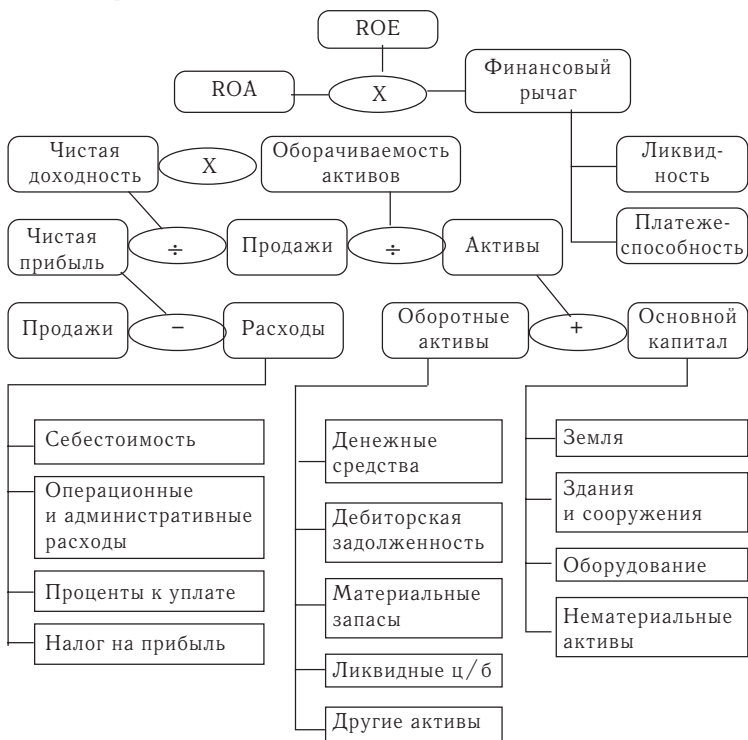 ROE
ROA
X
Финансовый
рычаг
Чистая
доходность
X
Оборачиваемость
активов
Ликвид-
ность
Чистая
прибыль
÷
Продажи
÷
Активы
Платеже-
способность
Продажи
−
Расходы
Оборотные
активы
+
Основной
капитал
Себестоимость
Операционные
и административные
расходы
Проценты к уплате
Налог на прибыль
Денежные
средства
Дебиторская
задолженность
Материальные
запасы
Ликвидные ц/б
Другие активы
Земля
Здания
и сооружения
Оборудование
Нематериальные
активы